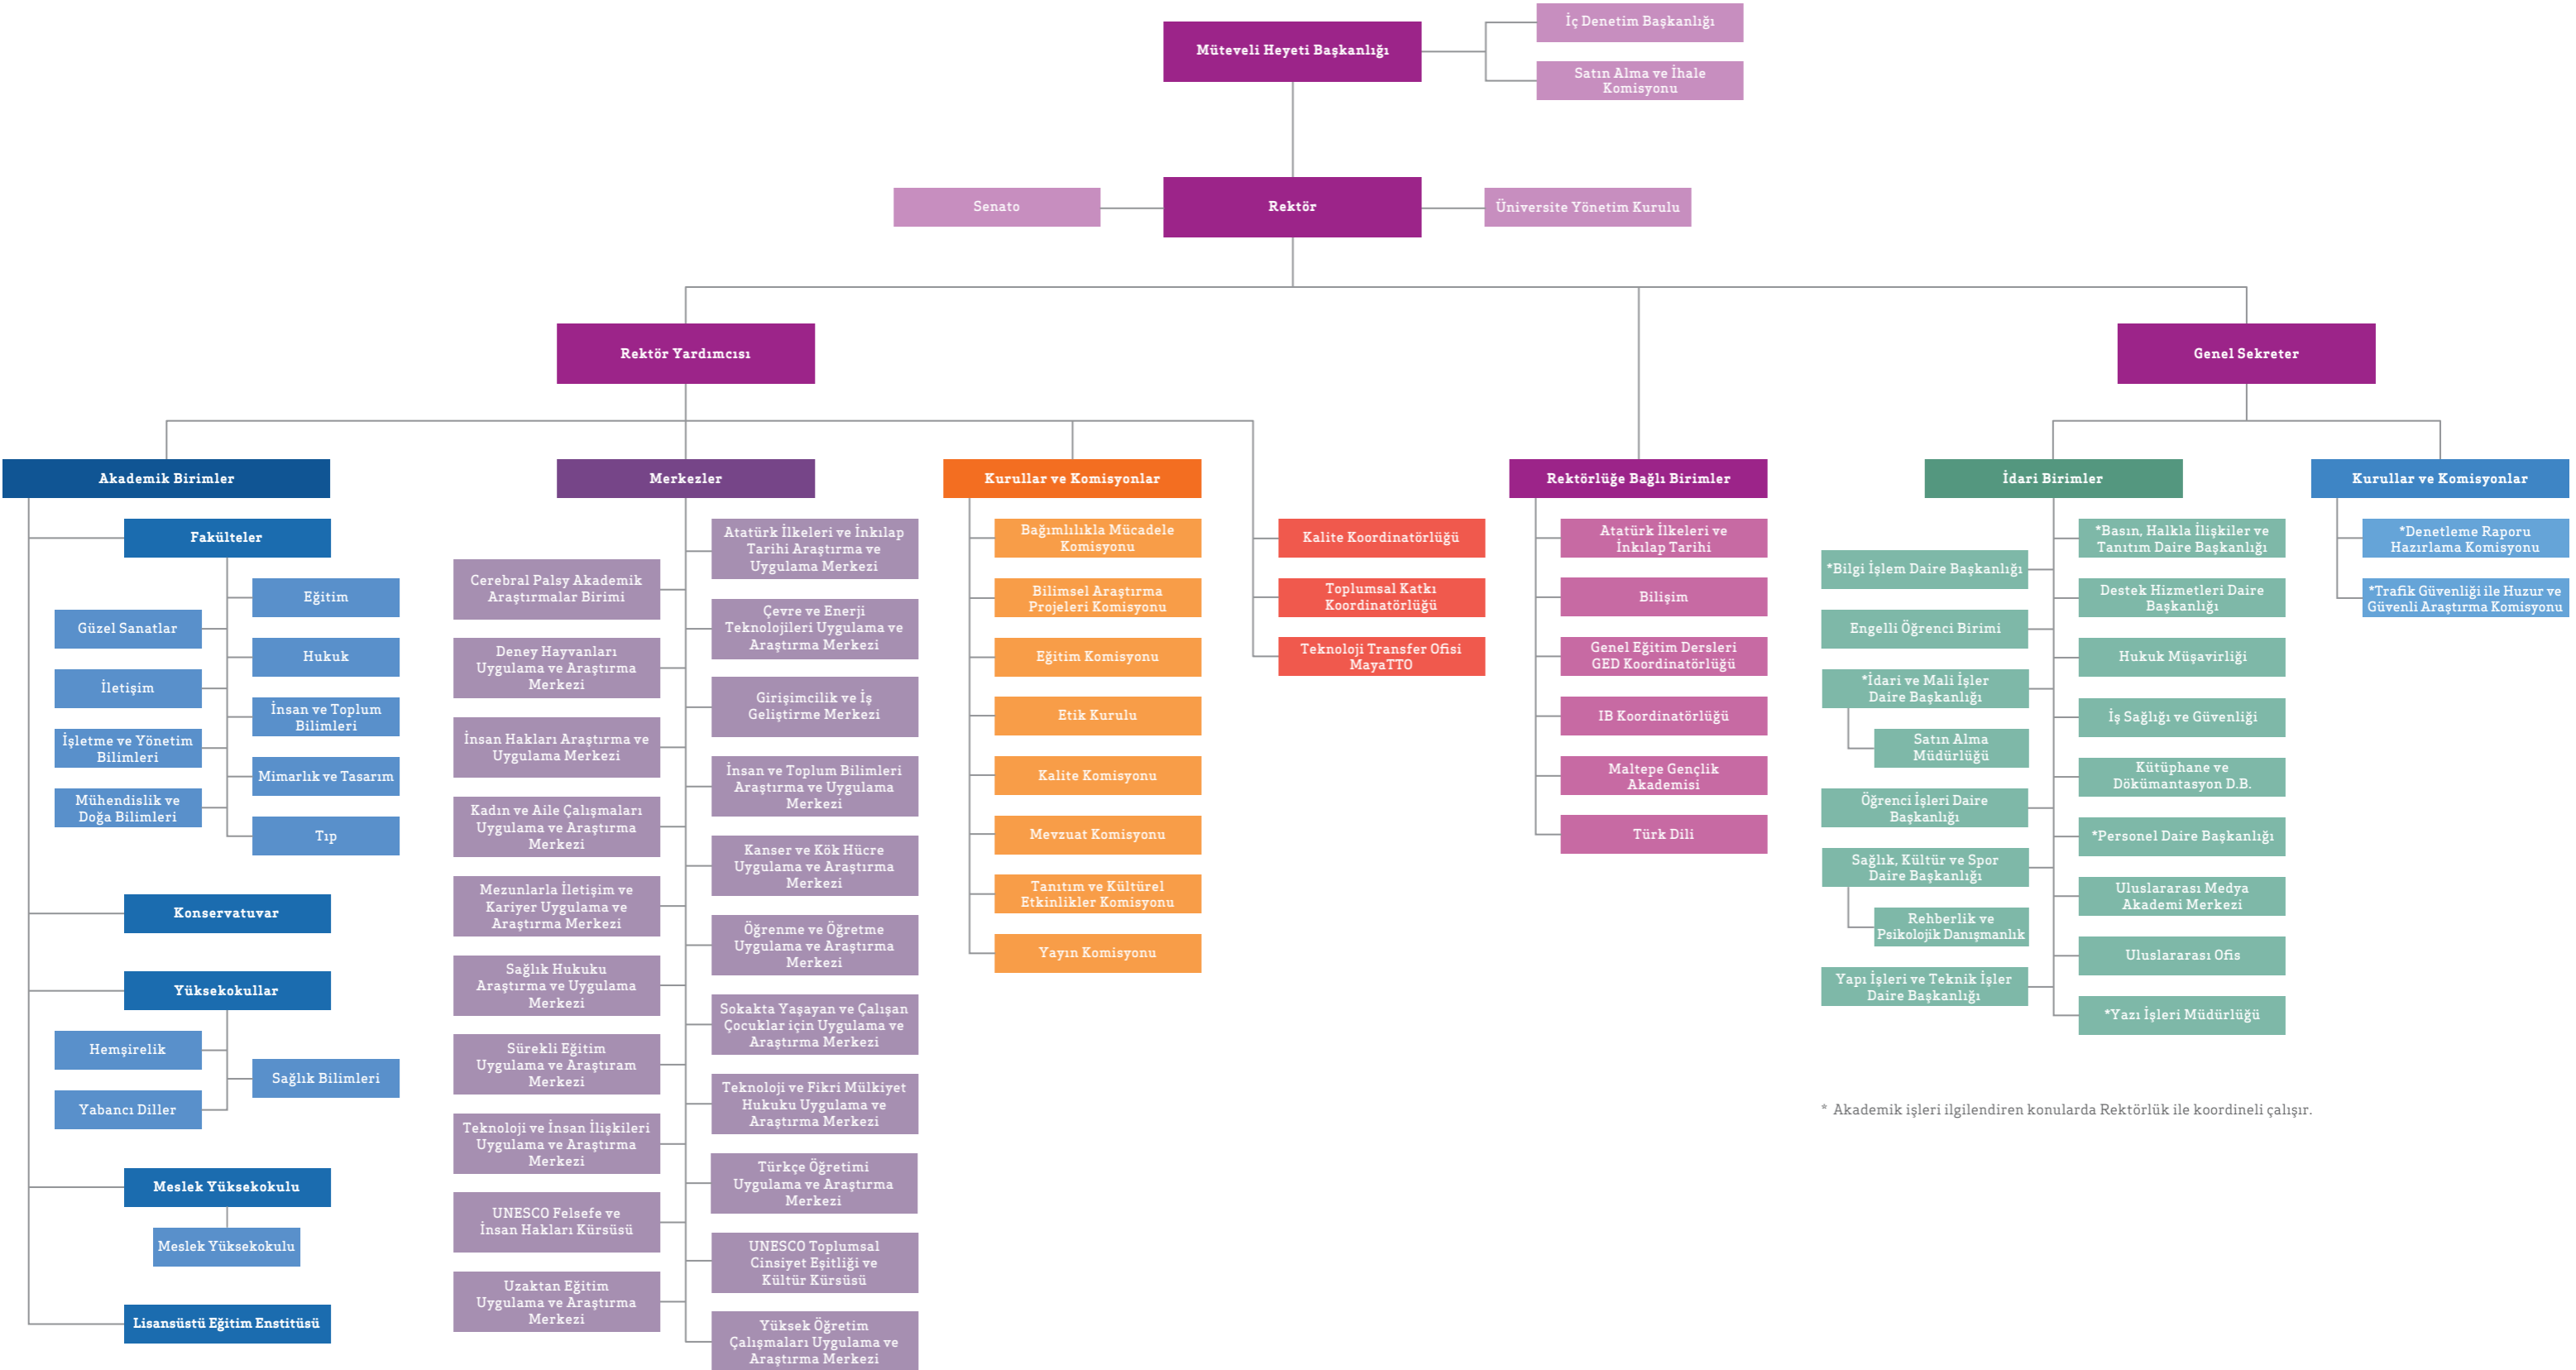 İç Denetim Başkanlığı
Müteveli Heyeti Başkanlığı
Satın Alma ve İhale
Komisyonu
Senato
Rektör
Üniversite Yönetim Kurulu
Rektör Yardımcısı
Genel Sekreter
Akademik Birimler
Fakülteler
Eğitim
Güzel Sanatlar
Hukuk
İletişim
İnsan ve Toplum
Bilimleri
İşletme ve Yönetim
Bilimleri
Mimarlık ve Tasarım
Mühendislik ve
Doğa Bilimleri
Tıp
Konservatuvar
Yüksekokullar
Hemşirelik
Sağlık Bilimleri
Yabancı Diller
Meslek Yüksekokulu
Meslek Yüksekokulu
Lisansüstü Eğitim Enstitüsü
Merkezler
Atatürk İlkeleri ve İnkılap
Tarihi Araştırma ve
Uygulama Merkezi
Cerebral Palsy Akademik
Araştırmalar Birimi
Çevre ve Enerji
Teknolojileri Uygulama ve
Araştırma Merkezi
Deney Hayvanları
Uygulama ve Araştırma
Merkezi
Girişimcilik ve İş
Geliştirme Merkezi
İnsan Hakları Araştırma ve
Uygulama Merkezi
İnsan ve Toplum Bilimleri
Araştırma ve Uygulama
Merkezi
Kadın ve Aile Çalışmaları
Uygulama ve Araştırma
Merkezi
Kanser ve Kök Hücre
Uygulama ve Araştırma
Merkezi
Mezunlarla İletişim ve
Kariyer Uygulama ve
Araştırma Merkezi
Öğrenme ve Öğretme
Uygulama ve Araştırma
Merkezi
Sağlık Hukuku
Araştırma ve Uygulama
Merkezi
Sokakta Yaşayan ve Çalışan
Çocuklar için Uygulama ve
Araştırma Merkezi
Sürekli Eğitim
Uygulama ve Araştıram
Merkezi
Teknoloji ve Fikri Mülkiyet
Hukuku Uygulama ve
Araştırma Merkezi
Teknoloji ve İnsan İlişkileri
Uygulama ve Araştırma
Merkezi
Türkçe Öğretimi
Uygulama ve Araştırma
Merkezi
UNESCO Felsefe ve
İnsan Hakları Kürsüsü
UNESCO Toplumsal
Cinsiyet Eşitliği ve
Kültür Kürsüsü
Uzaktan Eğitim
Uygulama ve Araştırma
Merkezi
Yüksek Öğretim
Çalışmaları Uygulama ve
Araştırma Merkezi
Kurullar ve Komisyonlar
Bağımlılıkla Mücadele
Komisyonu
Bilimsel Araştırma
Projeleri Komisyonu
Eğitim Komisyonu
Etik Kurulu
Kalite Komisyonu
Mevzuat Komisyonu
Tanıtım ve Kültürel
Etkinlikler Komisyonu
Yayın Komisyonu
Kalite Koordinatörlüğü
Toplumsal Katkı
Koordinatörlüğü
Teknoloji Transfer Ofisi
MayaTTO
Rektörlüğe Bağlı Birimler
Atatürk İlkeleri ve
İnkılap Tarihi
Bilişim
Genel Eğitim Dersleri
GED Koordinatörlüğü
IB Koordinatörlüğü
Maltepe Gençlik
Akademisi
Türk Dili
İdari Birimler
*Basın, Halkla İlişkiler ve
Tanıtım Daire Başkanlığı
*Bilgi İşlem Daire Başkanlığı
Destek Hizmetleri Daire
Başkanlığı
Engelli Öğrenci Birimi
Hukuk Müşavirliği
*İdari ve Mali İşler
Daire Başkanlığı
İş Sağlığı ve Güvenliği
Satın Alma
Müdürlüğü
Kütüphane ve
Dökümantasyon D.B.
Öğrenci İşleri Daire
Başkanlığı
*Personel Daire Başkanlığı
Sağlık, Kültür ve Spor
Daire Başkanlığı
Uluslararası Medya
Akademi Merkezi
Rehberlik ve
Psikolojik Danışmanlık
Uluslararası Ofis
Yapı İşleri ve Teknik İşler
Daire Başkanlığı
*Yazı İşleri Müdürlüğü
Kurullar ve Komisyonlar
*Denetleme Raporu
Hazırlama Komisyonu
*Trafik Güvenliği ile Huzur ve
Güvenli Araştırma Komisyonu
* Akademik işleri ilgilendiren konularda Rektörlük ile koordineli çalışır.